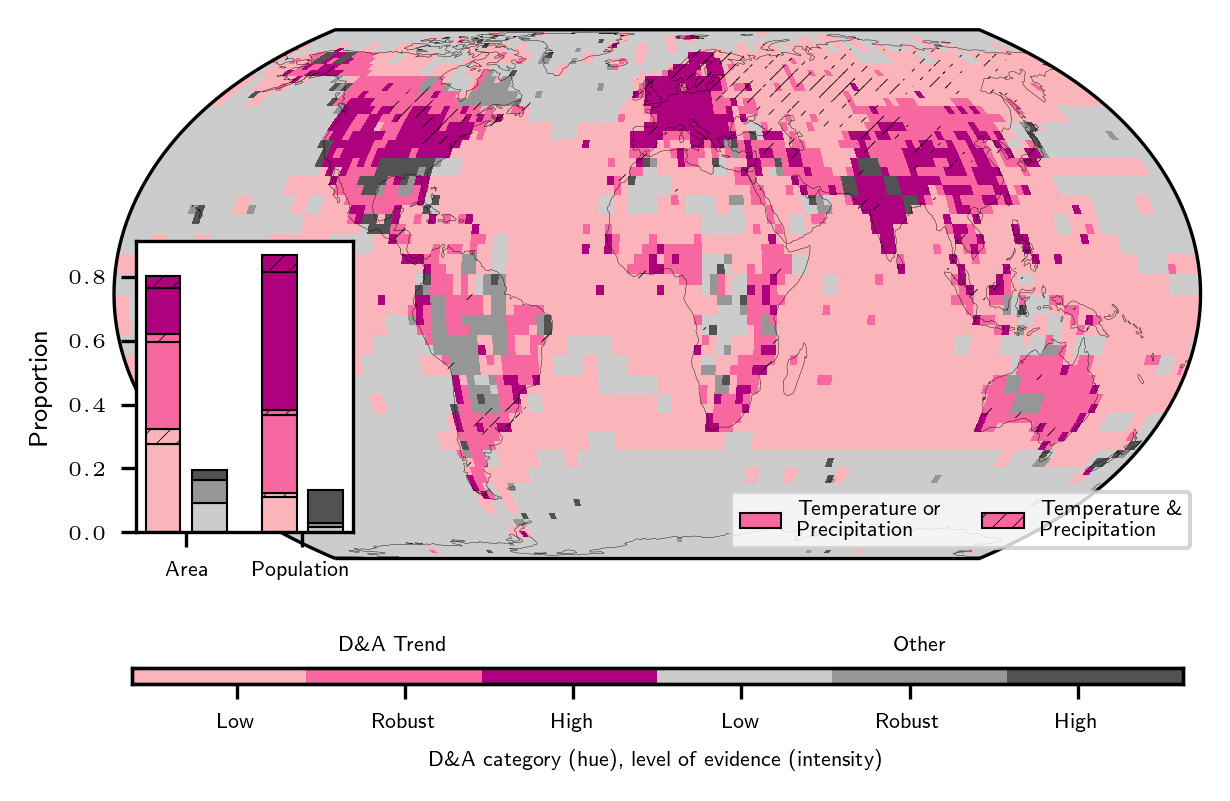 0.8
0.6
0.4
0.2
0.0
Proportion
Area
Population
Temperature or
Precipitation
Temperature &
Precipitation
D&A Trend
Other
Low
Robust
High
Low
Robust
High
D&A category (hue), level of evidence (intensity)